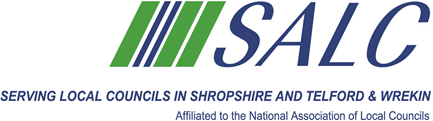 SALC
SERVING LOCAL COUNCILS IN SHROPSHIRE AND TELFORD & WREKIN
Affiliated to the National Association of Local Councils